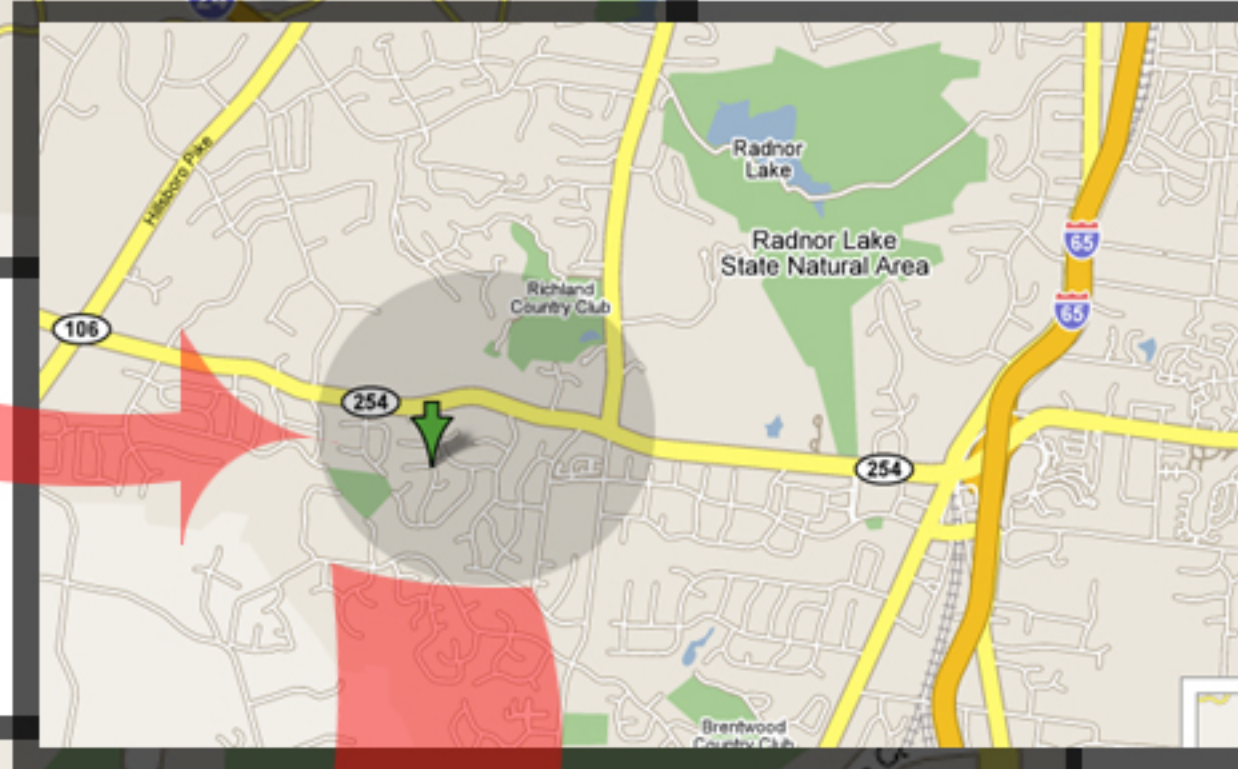 Hillsboro Pike
Radnor
Lake
Radnor Lake
State Natural Area
65
65
Richland
Country Club
106
254
254
Brentwood
Country Club